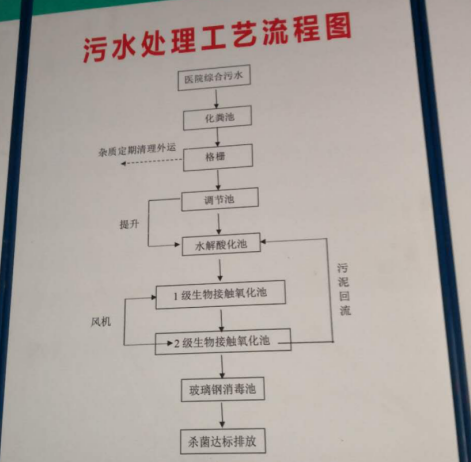 污水处理工艺流程图
医院综合污水
化粪池
杂质定期清理外运
格栅
调节池
提升
水解酸化池
污泥回流
1级生物接触氧化池
风机
2级生物接触氧化池
玻璃钢消毒池
杀菌达标排放